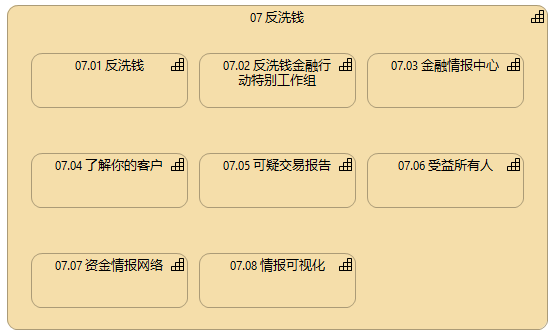 07 反洗钱
07.01 反洗钱
07.02 反洗钱金融行
动特别工作组
07.03 金融情报中心
07.04 了解你的客户
07.05 可疑交易报告
07.06 受益所有人
07.07 资金情报网络
07.08 情报可视化